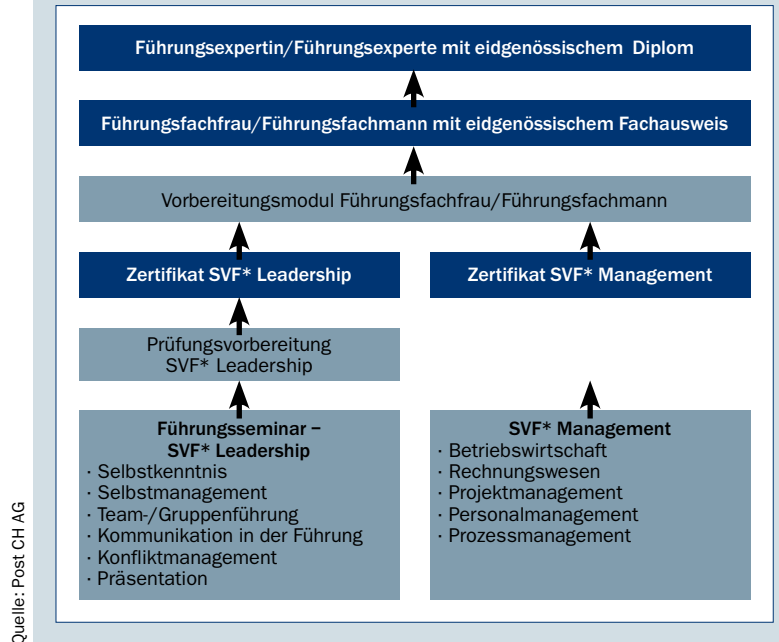 Führungsexpertin/Führungsexperte mit eidgenössischem Diplom
Führungsfachfrau/Führungsfachmann mit eidgenössischem Fachausweis
Vorbereitungsmodul Führungsfachfrau/Führungsfachmann
Zertifikat SVF* Leadership
Zertifikat SVF* Management
Prüfungsvorbereitung
SVF* Leadership
Führungsseminar –
SVF* Leadership
· Selbstkenntnis
· Selbstmanagement
· Team-/Gruppenführung
· Kommunikation in der Führung
· Konfliktmanagement
· Präsentation
SVF* Management
· Betriebswirtschaft
· Rechnungswesen
· Projektmanagement
· Personalmanagement
· Prozessmanagement
Quelle: Post CH AG